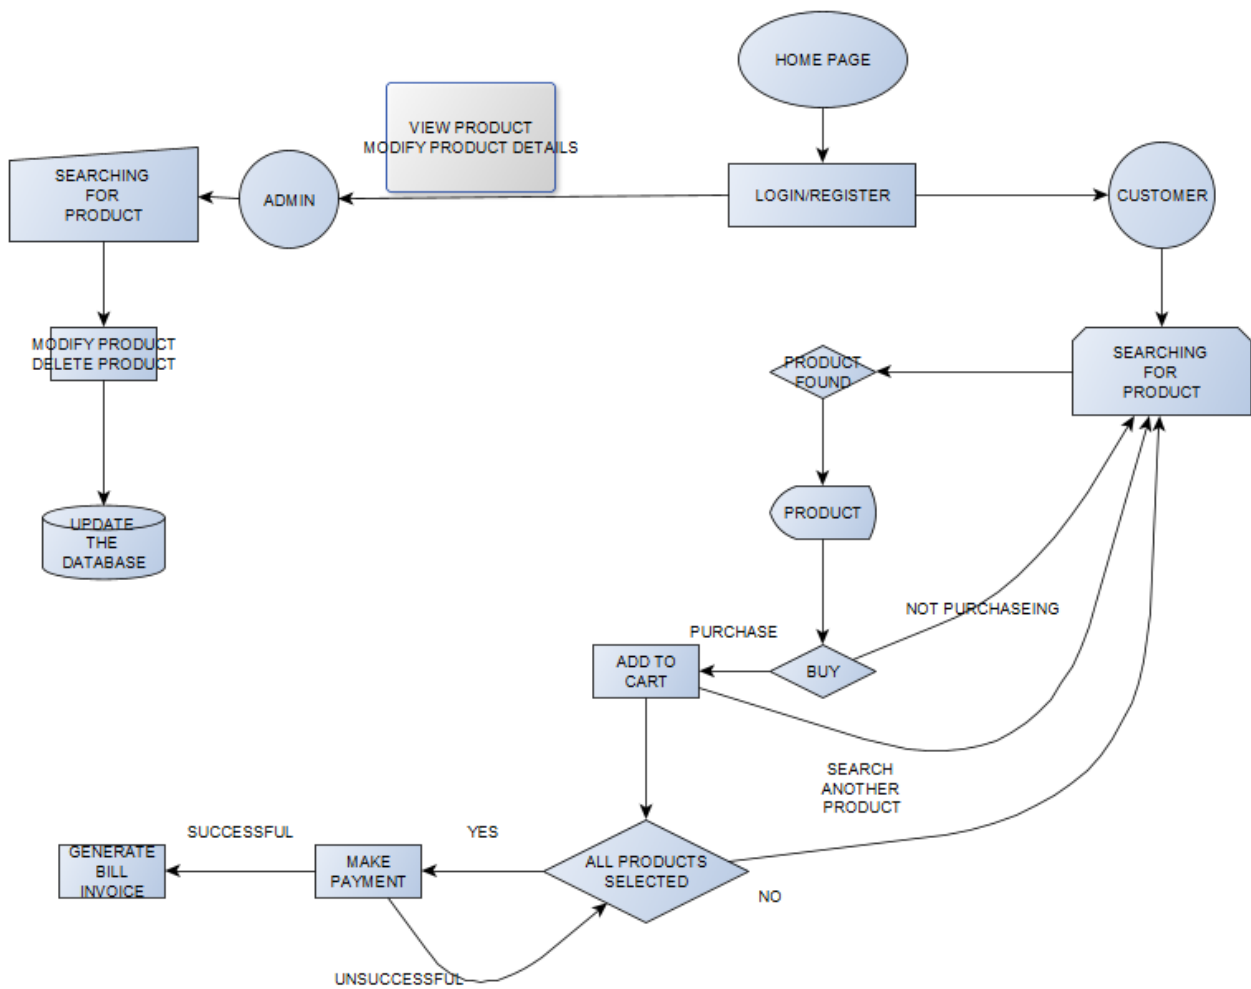 HOME PAGE
VIEW PRODUCT
MODIFY PRODUCT DETAILS
SEARCHING
FOR
PRODUCT
ADMIN
LOGIN/REGISTER
CUSTOMER
MODIFY PRODUCT
DELETE PRODUCT
PRODUCT
FOUND
SEARCHING
FOR
PRODUCT
UPDATE
THE
DATABASE
PRODUCT
NOT PURCHASEING
PURCHASE
ADD TO
CART
BUY
SEARCH
ANOTHER
PRODUCT
SUCCESSFUL
YES
GENERATE
BILL
INVOICE
MAKE
PAYMENT
ALL PRODUCTS
SELECTED
NO
UNSUCCESSFUL